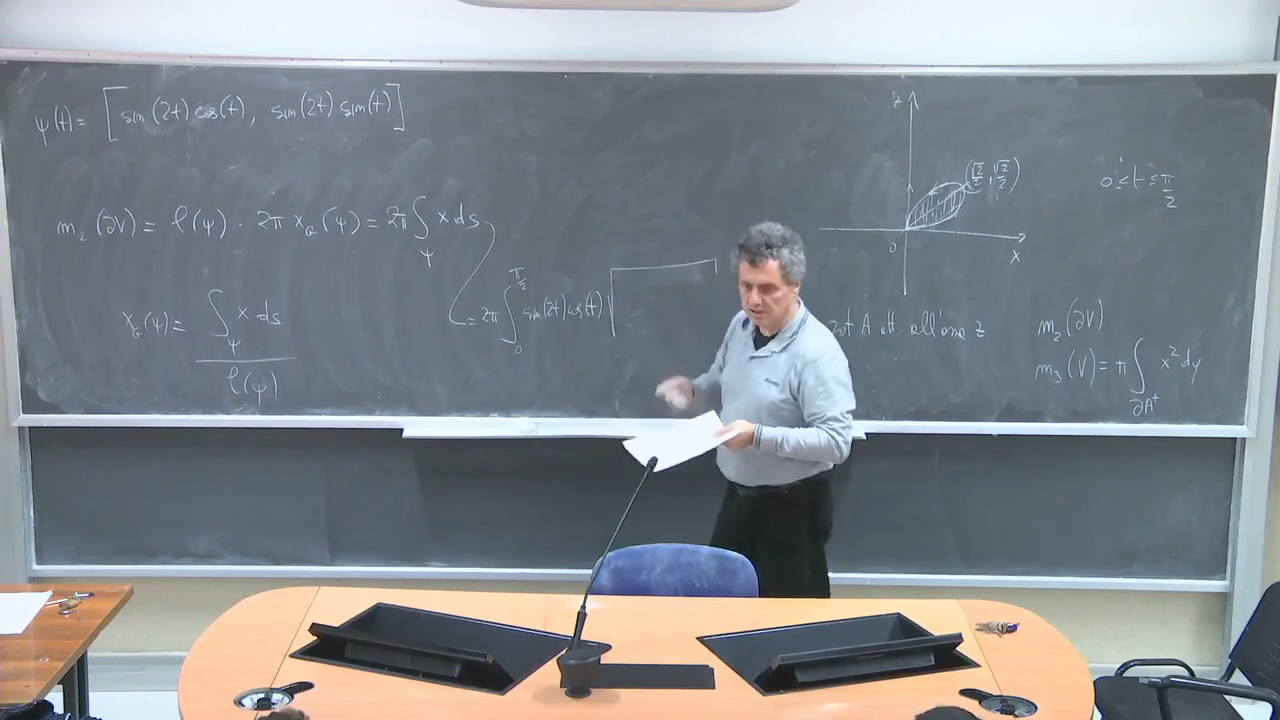 ψ(t) = [sin(2t) cos(t), sin(2t) sin(t)]
m₂(∂V) = ℓ(ψ) · 2π x_G(ψ) = 2π ∫_ψ x ds
= 2π ∫₀^{π/2} sin(2t) cos(t) √
x_G(ψ) = ∫_ψ x ds / ℓ(ψ)
z
(√2/2, √2/2)
0
x
0 ≤ t ≤ π/2
rot A att. all'asse z
m₂(∂V)
m₃(V) = π ∫_{∂A⁺} x² dy